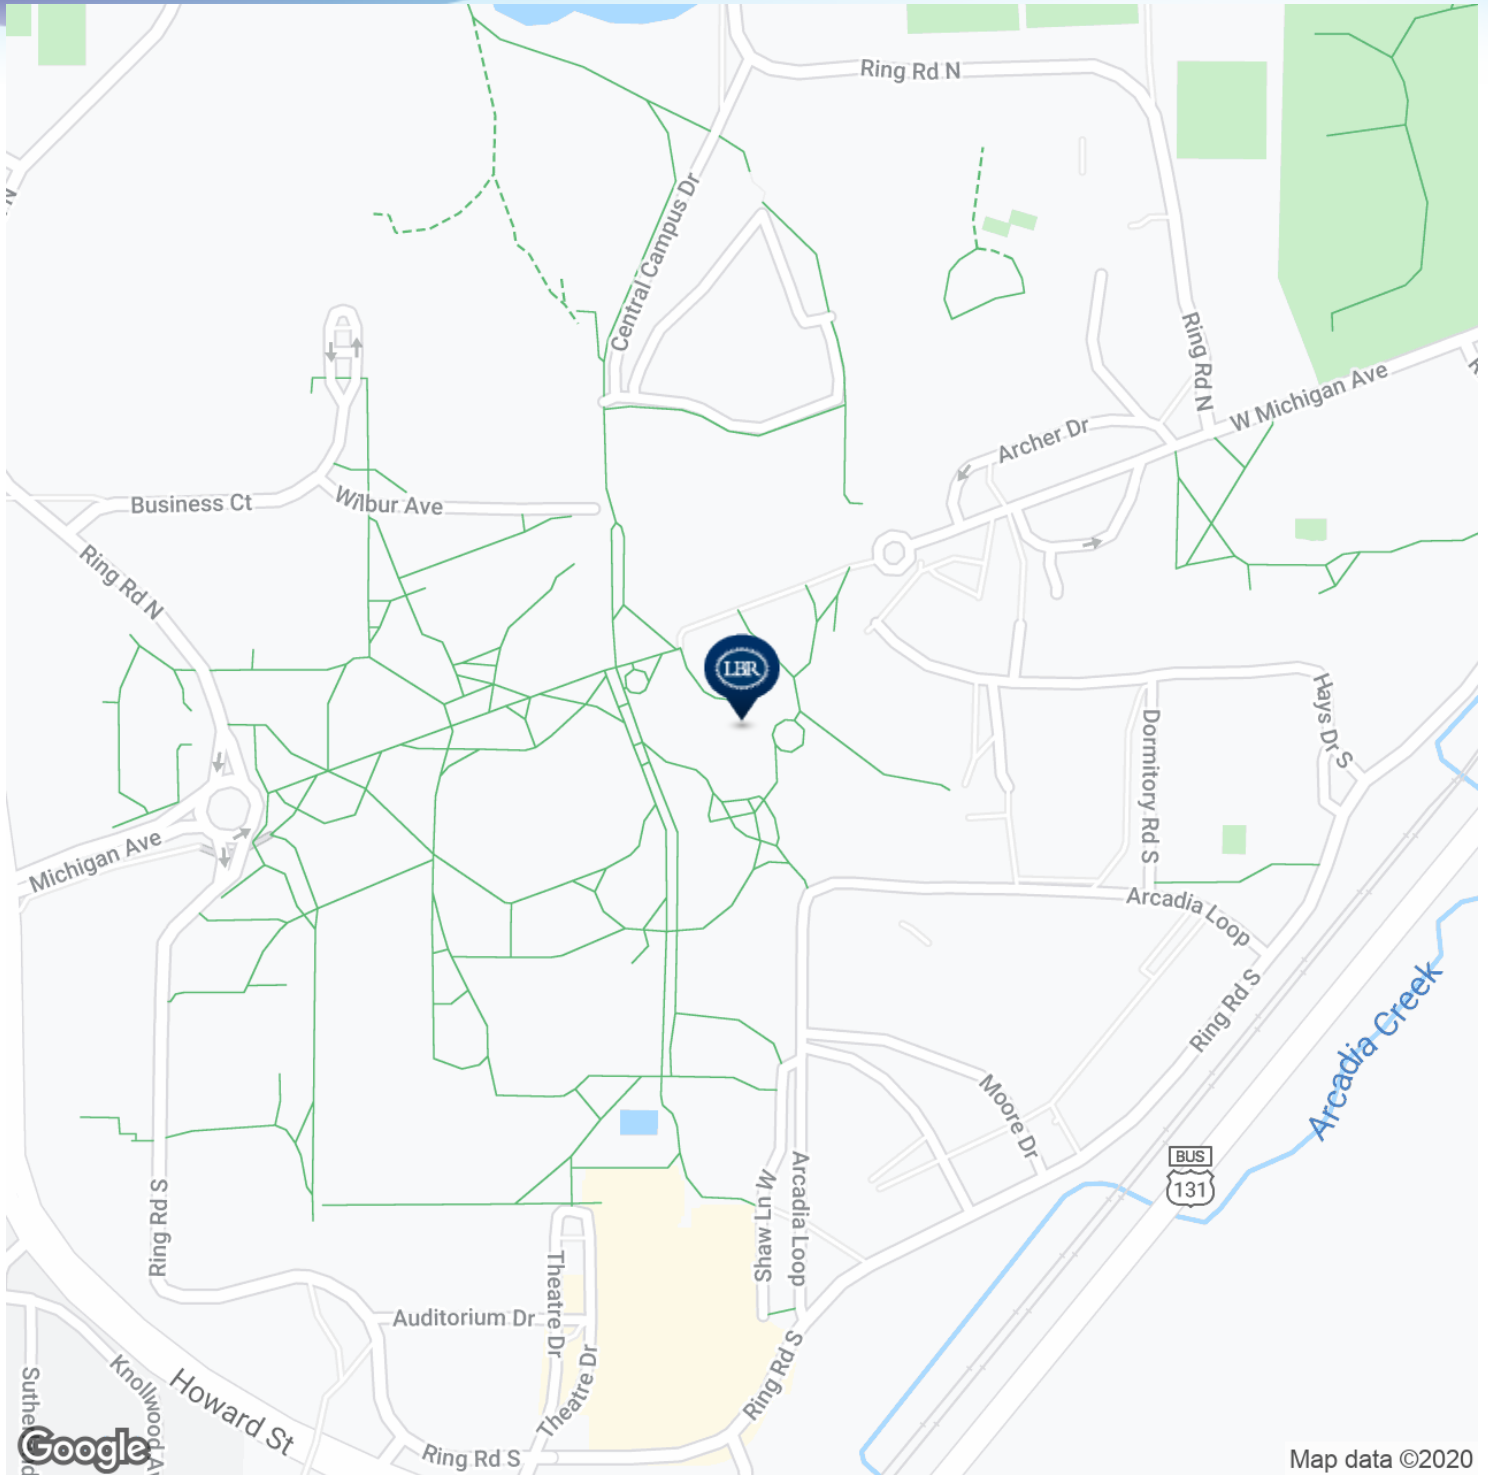 Ring Rd N
Central Campus Dr
Ring Rd N
W Michigan Ave
Archer Dr
Business Ct
Wilbur Ave
Ring Rd N
LBR
Hays Dr S
Dormitory Rd S
Michigan Ave
Arcadia Loop
Ring Rd S
Arcadia Creek
Moore Dr
BUS
131
Ring Rd S
Shaw Ln W
Arcadia Loop
Theatre Dr
Auditorium Dr
Theatre Dr
Ring Rd S
Howard St
Ring Rd S
Google
Map data ©2020